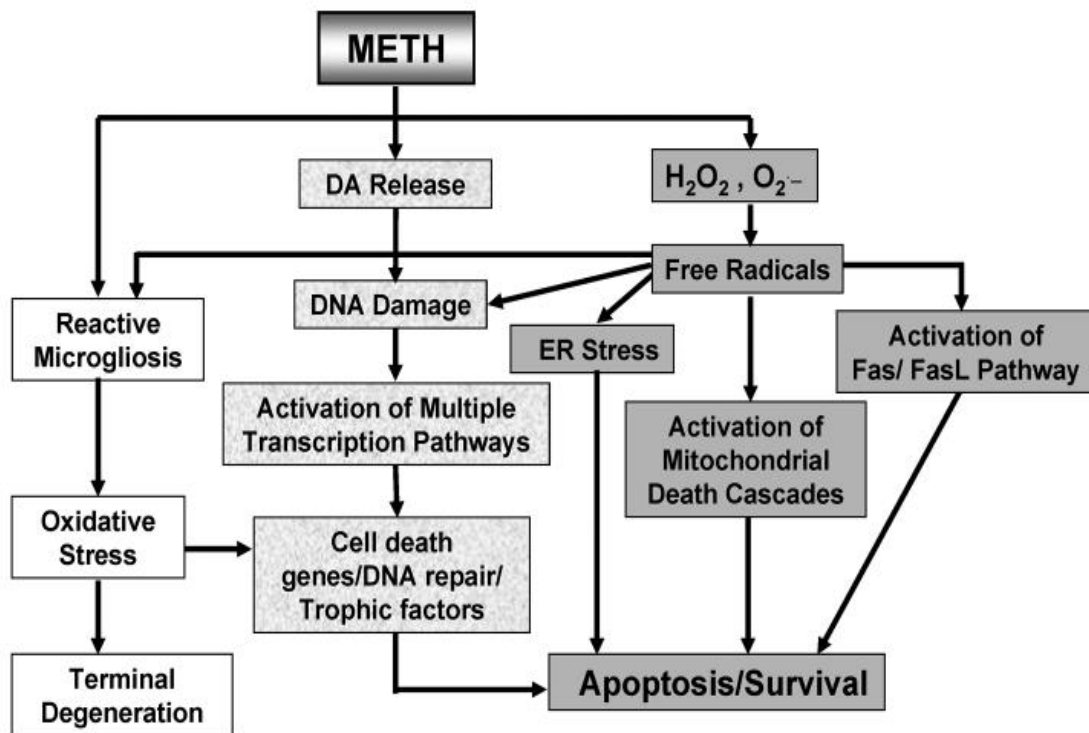 METH
DA Release
H₂O₂ , O₂·–
Free Radicals
DNA Damage
Reactive
Microgliosis
ER Stress
Activation of
Fas/ FasL Pathway
Activation of Multiple
Transcription Pathways
Activation of
Mitochondrial
Death Cascades
Oxidative
Stress
Cell death
genes/DNA repair/
Trophic factors
Terminal
Degeneration
Apoptosis/Survival